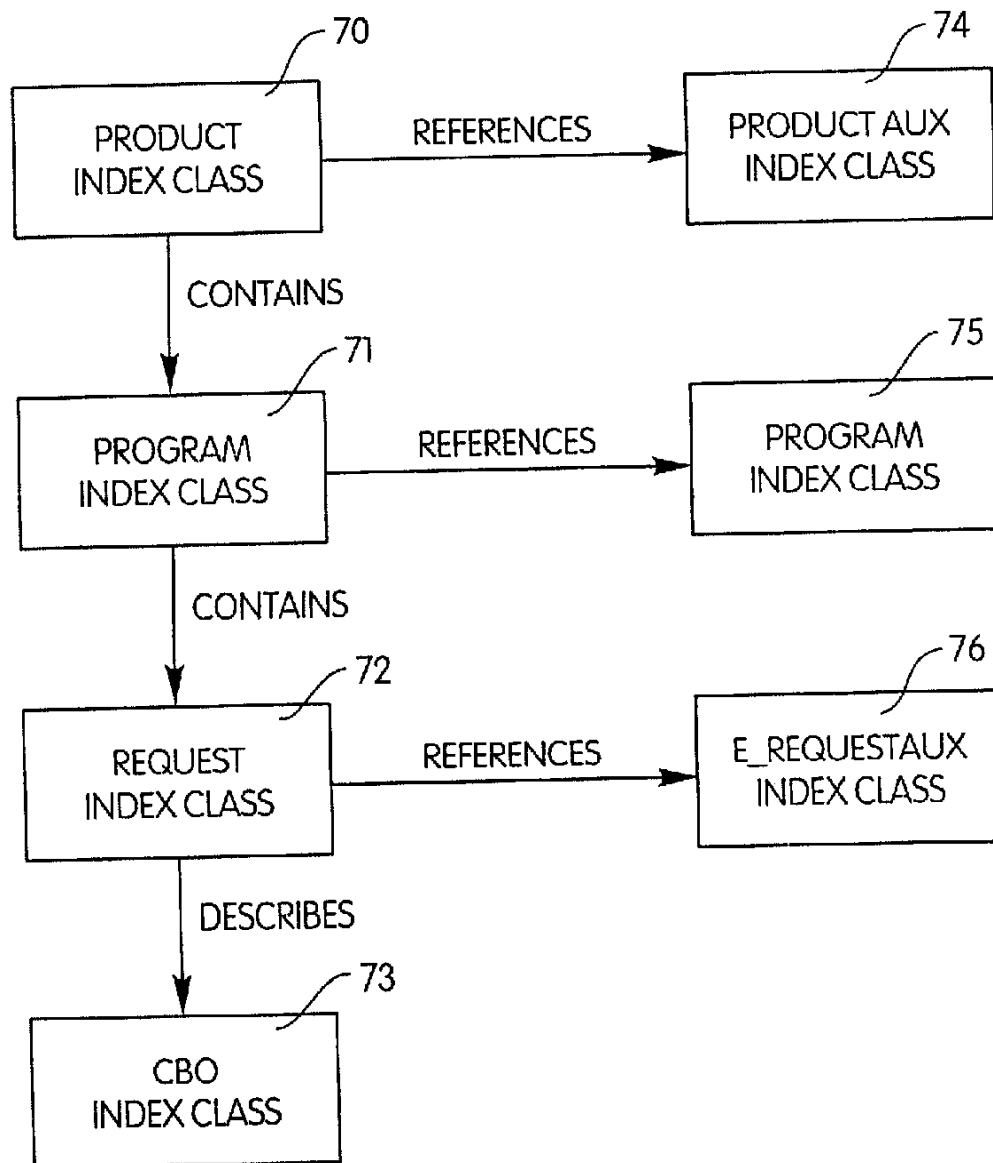 70
74
PRODUCT
INDEX CLASS
REFERENCES
PRODUCT AUX
INDEX CLASS
CONTAINS
71
75
PROGRAM
INDEX CLASS
REFERENCES
PROGRAM
INDEX CLASS
CONTAINS
72
76
REQUEST
INDEX CLASS
REFERENCES
E_REQUESTAUX
INDEX CLASS
DESCRIBES
73
CBO
INDEX CLASS